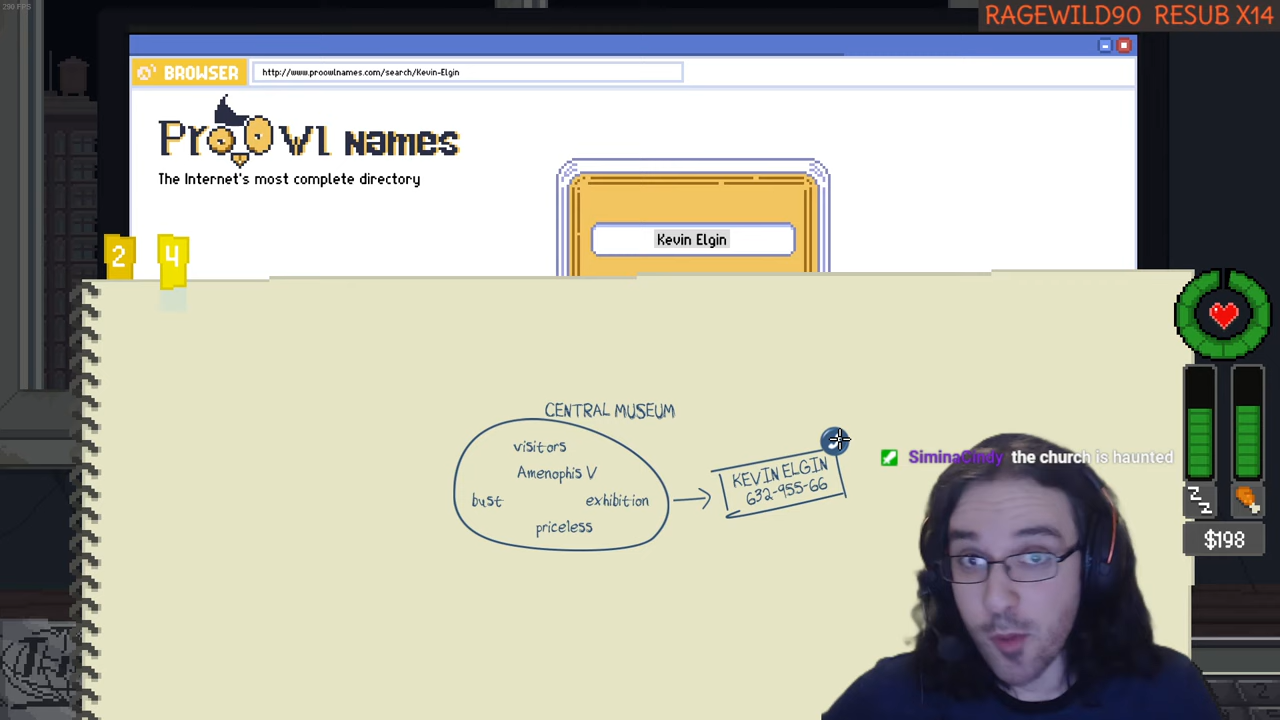 290 FPS
RAGEWILD90 RESUB X14
BROWSER
http://www.proowlnames.com/search/Kevin-Elgin
PrOOwl Names
The Internet's most complete directory
Kevin Elgin
2 4
CENTRAL MUSEUM
visitors
Amenophis V
bust exhibition
priceless
KEVIN ELGIN
632-955-66
SiminaCindy the church is haunted
z z z
$198